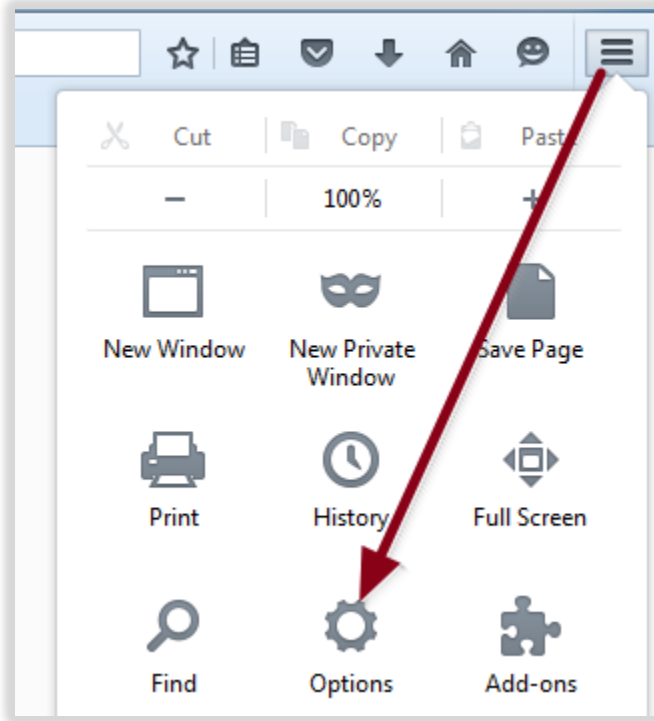 Cut Copy Paste
100%
New Window New Private Window Save Page
Print History Full Screen
Find Options Add-ons